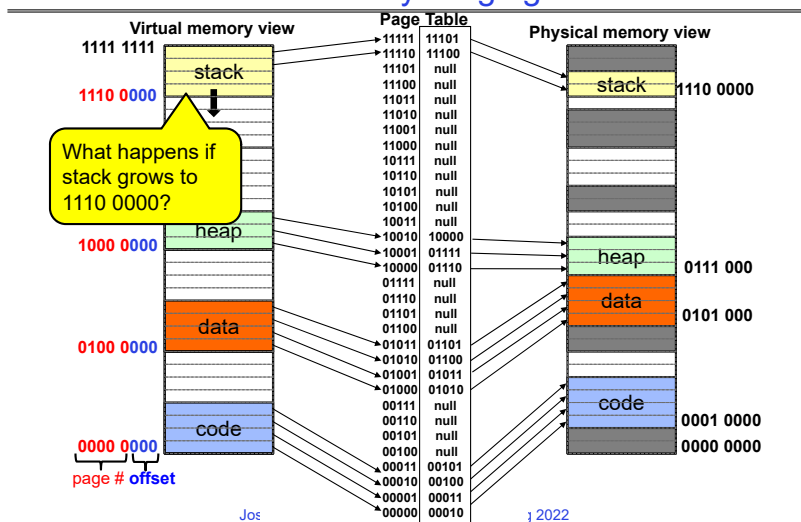 Virtual memory view
Page Table
Physical memory view
1111 1111
stack
1110 0000
What happens if
stack grows to
1110 0000?
heap
1000 0000
data
0100 0000
code
0000 0000
page # offset
11111 11101
11110 11100
11101 null
11100 null
11011 null
11010 null
11001 null
11000 null
10111 null
10110 null
10101 null
10100 null
10011 null
10010 10000
10001 01111
10000 01110
01111 null
01110 null
01101 null
01100 null
01011 01101
01010 01100
01001 01011
01000 01010
00111 null
00110 null
00101 null
00100 null
00011 00101
00010 00100
00001 00011
00000 00010
stack
1110 0000
heap
0111 000
data
0101 000
code
0001 0000
0000 0000
2022